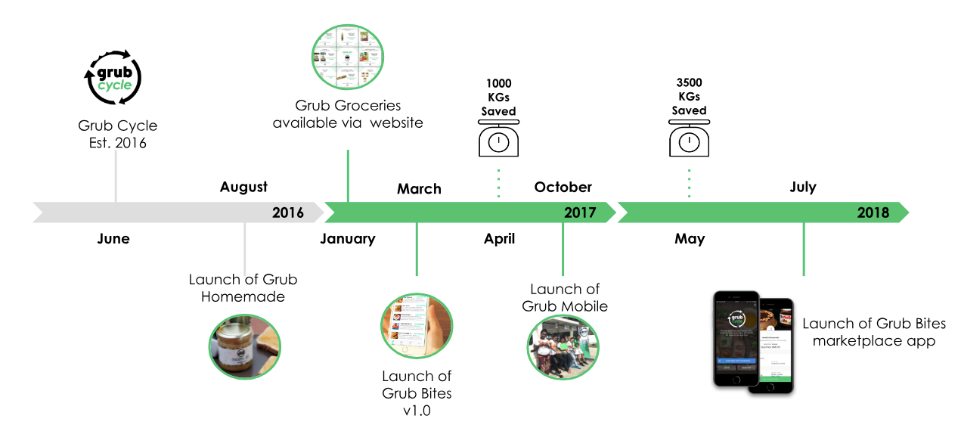 grub
cycle
Grub Cycle
Est. 2016
Grub Groceries
available via website
1000
KGs
Saved
3500
KGs
Saved
August
March
October
July
2016
2017
2018
June
January
April
May
Launch of Grub
Homemade
Launch of
Grub Bites
v1.0
Launch of
Grub Mobile
grub
cycle
Launch of Grub Bites
marketplace app